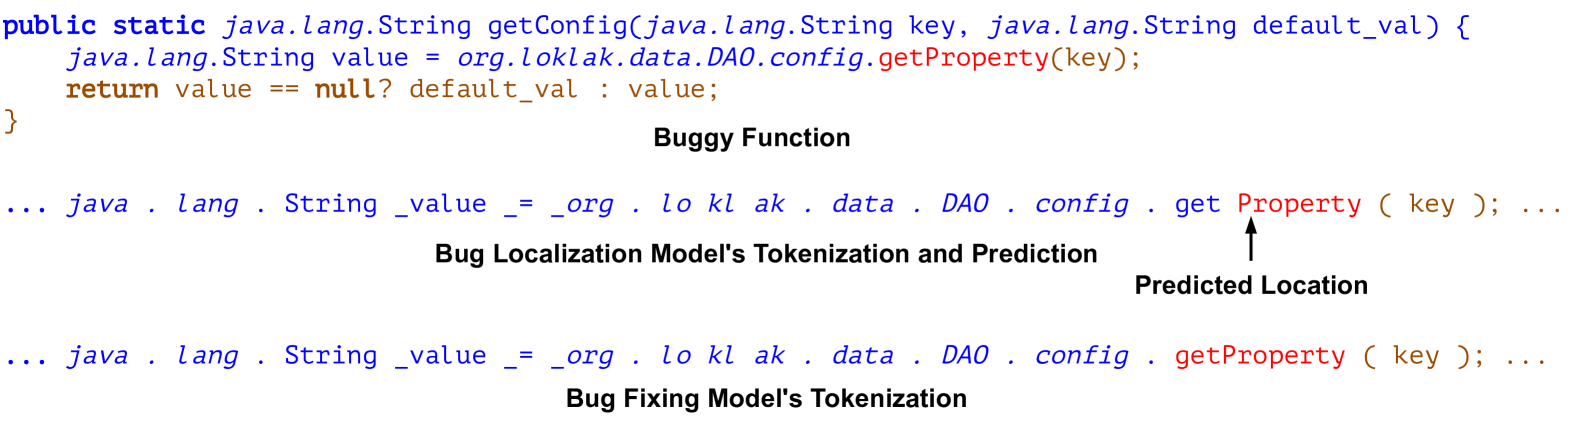 public static java.lang.String getConfig(java.lang.String key, java.lang.String default_val) {
    java.lang.String value = org.loklak.data.DAO.config.getProperty(key);
    return value == null? default_val : value;
}
Buggy Function
... java . lang . String _value _= _org . lo kl ak . data . DAO . config . get Property ( key ); ...
Bug Localization Model's Tokenization and Prediction
Predicted Location
... java . lang . String _value _= _org . lo kl ak . data . DAO . config . getProperty ( key ); ...
Bug Fixing Model's Tokenization